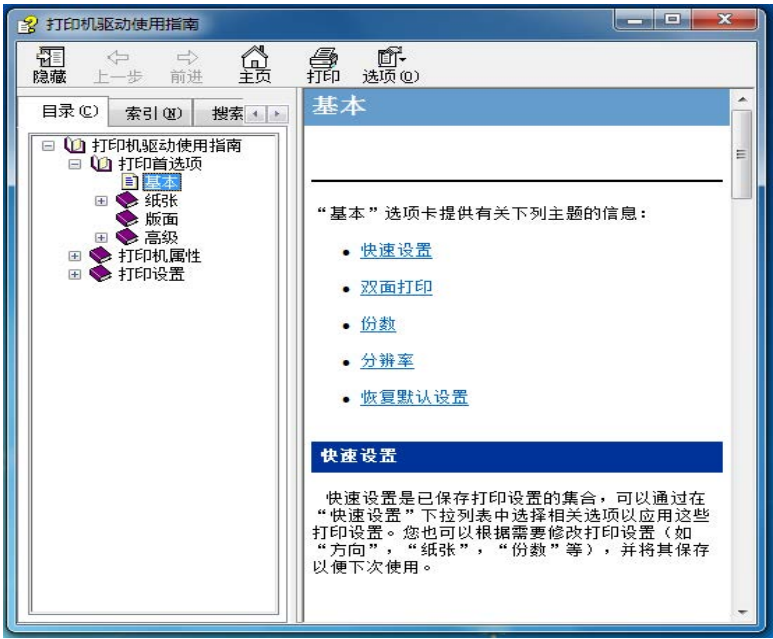 打印机驱动使用指南
隐藏 上一步 前进 主页 打印 选项(O)
目录(C) 索引(N) 搜索
打印机驱动使用指南
打印首选项
基本
纸张
版面
高级
打印机属性
打印设置
基本
“基本”选项卡提供有关下列主题的信息：
• 快速设置
• 双面打印
• 份数
• 分辨率
• 恢复默认设置
快速设置
快速设置是已保存打印设置的集合，可以通过在
“快速设置”下拉列表中选择相关选项以应用这些
打印设置。您也可以根据需要修改打印设置（如
“方向”，“纸张”，“份数”等），并将其保存
以便下次使用。